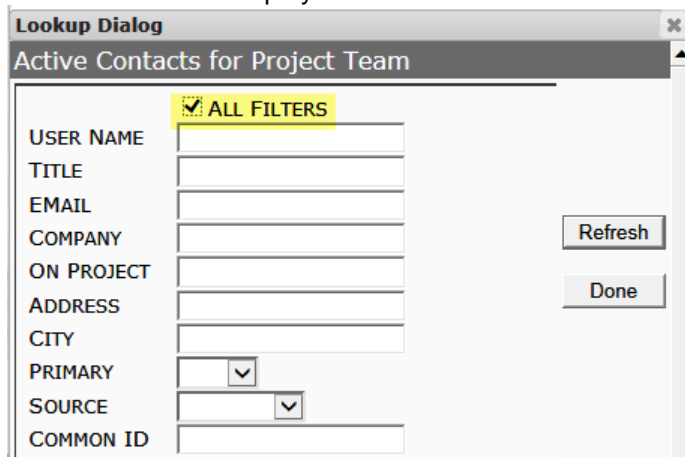 Lookup Dialog
Active Contacts for Project Team
ALL FILTERS
USER NAME
TITLE
EMAIL
COMPANY
Refresh
ON PROJECT
Done
ADDRESS
CITY
PRIMARY
SOURCE
COMMON ID